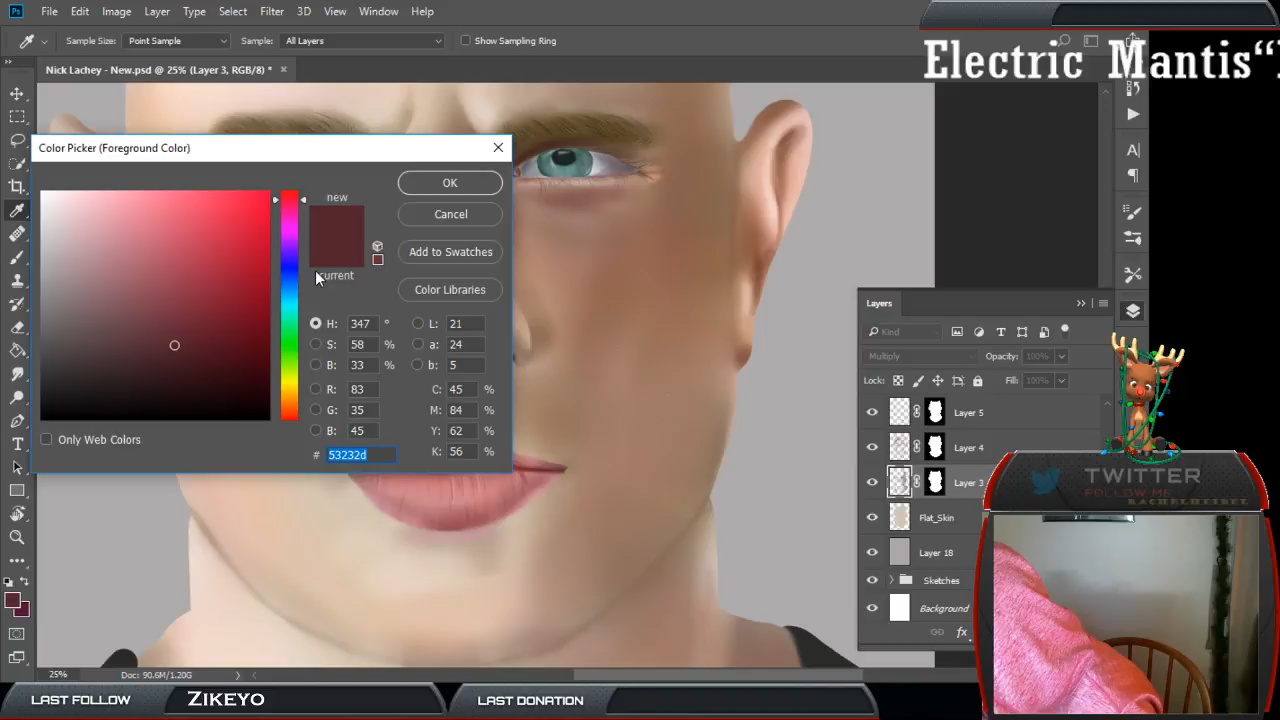 Ps File Edit Image Layer Type Select Filter 3D View Window Help
Sample Size: Point Sample Sample: All Layers Show Sampling Ring
Electric Mantis“
Nick Lachey - New.psd @ 25% (Layer 3, RGB/8) * ×
Color Picker (Foreground Color)
new
current
OK
Cancel
Add to Swatches
Color Libraries
H: 347 ° L: 21
S: 58 % a: 24
B: 33 % b: 5
R: 83 C: 45 %
G: 35 M: 84 %
B: 45 Y: 62 %
# 53232d K: 56 %
Only Web Colors
Layers
Kind
Multiply Opacity: 100%
Lock: Fill: 100%
Layer 5
Layer 4
Layer 3
Flat_Skin
Layer 18
Sketches
Background
fx
TWITTER
FOLLOW ME
RACHELHEIBEL
25% Doc: 90.6M/1.20G
LAST FOLLOW ZIKEYO LAST DONATION